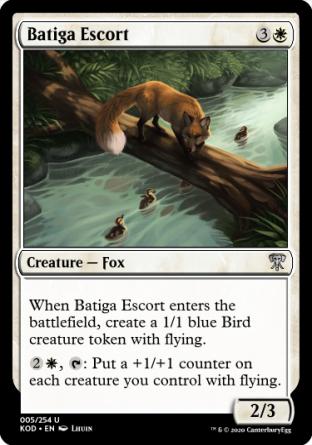 Batiga Escort 3
Creature — Fox
When Batiga Escort enters the
battlefield, create a 1/1 blue Bird
creature token with flying.
2 , : Put a +1/+1 counter on
each creature you control with flying.
2/3
005/254 U
KOD • EN Lhuin
™ & © 2020 CanterburyEgg